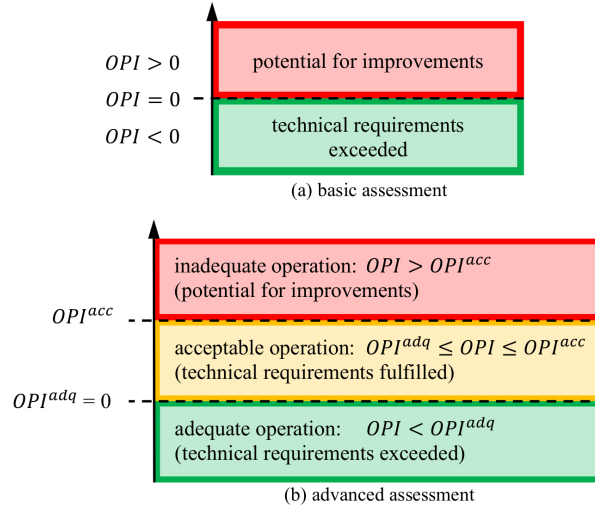 OPI > 0
potential for improvements
OPI = 0
OPI < 0
technical requirements
exceeded
(a) basic assessment
inadequate operation: OPI > OPI^acc
(potential for improvements)
OPI^acc
acceptable operation: OPI^adq ≤ OPI ≤ OPI^acc
(technical requirements fulfilled)
OPI^adq = 0
adequate operation: OPI < OPI^adq
(technical requirements exceeded)
(b) advanced assessment